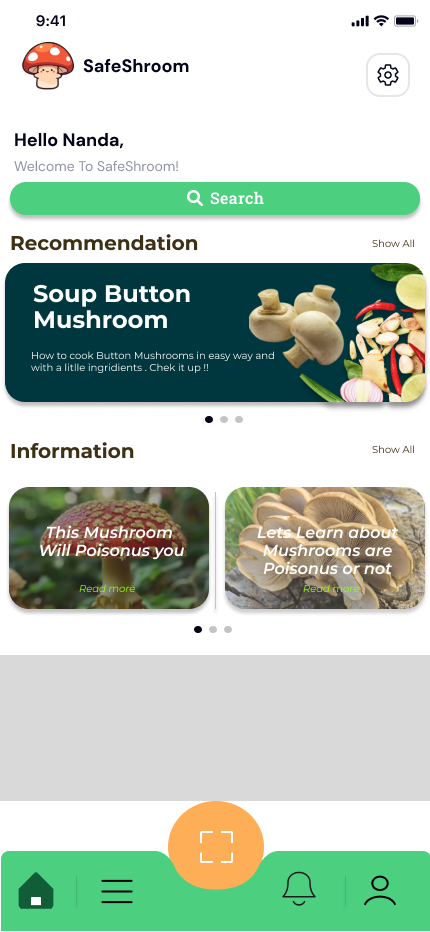 9:41
SafeShroom
Hello Nanda,
Welcome To SafeShroom!
Search
Recommendation
Show All
Soup Button
Mushroom
How to cook Button Mushrooms in easy way and
with a litlle ingridients . Chek it up !!
Information
Show All
This Mushroom
Will Poisonus you
Read more
Lets Learn about
Mushrooms are
Poisonus or not
Read more